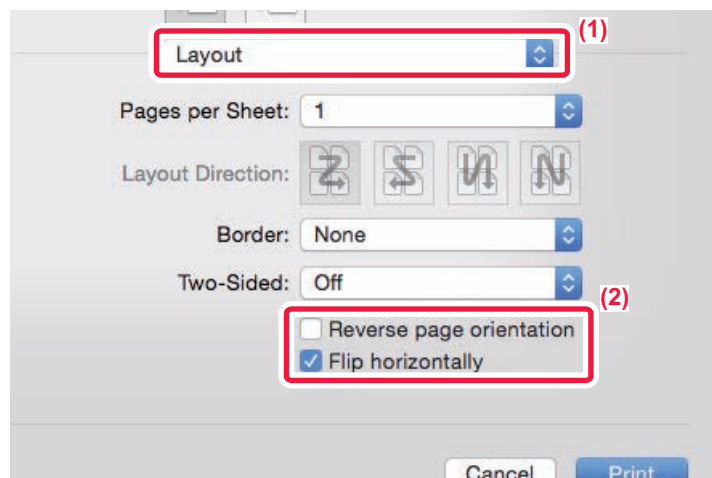 (1)
Layout
Pages per Sheet: 1
Layout Direction:
Border: None
Two-Sided: Off
(2)
Reverse page orientation
Flip horizontally
Cancel Print